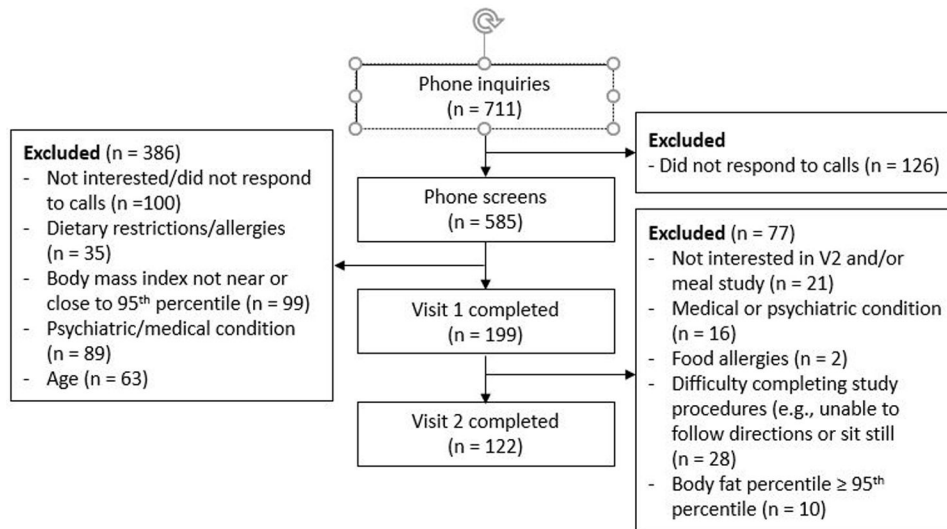 Phone inquiries
(n = 711)
Excluded
- Did not respond to calls (n = 126)
Phone screens
(n = 585)
Excluded (n = 386)
- Not interested/did not respond
to calls (n =100)
- Dietary restrictions/allergies
(n = 35)
- Body mass index not near or
close to 95th percentile (n = 99)
- Psychiatric/medical condition
(n = 89)
- Age (n = 63)
Visit 1 completed
(n = 199)
Excluded (n = 77)
- Not interested in V2 and/or
meal study (n = 21)
- Medical or psychiatric condition
(n = 16)
- Food allergies (n = 2)
- Difficulty completing study
procedures (e.g., unable to
follow directions or sit still
(n = 28)
- Body fat percentile ≥ 95th
percentile (n = 10)
Visit 2 completed
(n = 122)